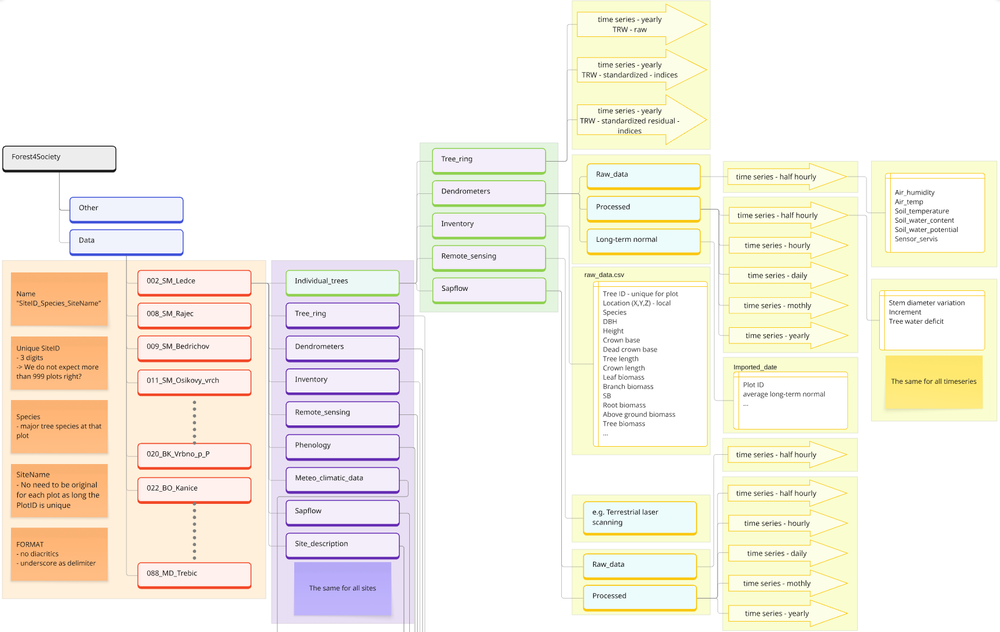 Forest4Society
Other
Data
Name
"SiteID_Species_SiteName"
Unique SiteID
- 3 digits
-> We do not expect more
than 999 plots right?
Species
- major tree species at that
plot
SiteName
- No need to be original
for each plot as long the
PlotID is unique
FORMAT
- no diacritics
- underscore as delimiter
002_SM_Ledce
008_SM_Rajec
009_SM_Bedrichov
011_SM_Osikovy_vrch
020_BK_Vrbno_p_P
022_BO_Kanice
088_MD_Trebic
Individual_trees
Tree_ring
Dendrometers
Inventory
Remote_sensing
Phenology
Meteo_climatic_data
Sapflow
Site_description
The same for all sites
Tree_ring
Dendrometers
Inventory
Remote_sensing
Sapflow
time series - yearly
TRW - raw
time series - yearly
TRW - standardized - indices
time series - yearly
TRW - standardized residual -
indices
Raw_data
Processed
Long-term normal
raw_data.csv
Tree ID - unique for plot
Location (X,Y,Z) - local
Species
DBH
Height
Crown base
Dead crown base
Tree length
Crown length
Leaf biomass
Branch biomass
SB
Root biomass
Above ground biomass
Tree biomass
...
e.g. Terrestrial laser
scanning
Raw_data
Processed
time series - half hourly
time series - half hourly
time series - hourly
time series - daily
time series - mothly
time series - yearly
Imported_date
Plot ID
average long-term normal
...
time series - half hourly
time series - half hourly
time series - hourly
time series - daily
time series - mothly
time series - yearly
Air_humidity
Air_temp
Soil_temperature
Soil_water_content
Soil_water_potential
Sensor_servis
Stem diameter variation
Increment
Tree water deficit
The same for all timeseries